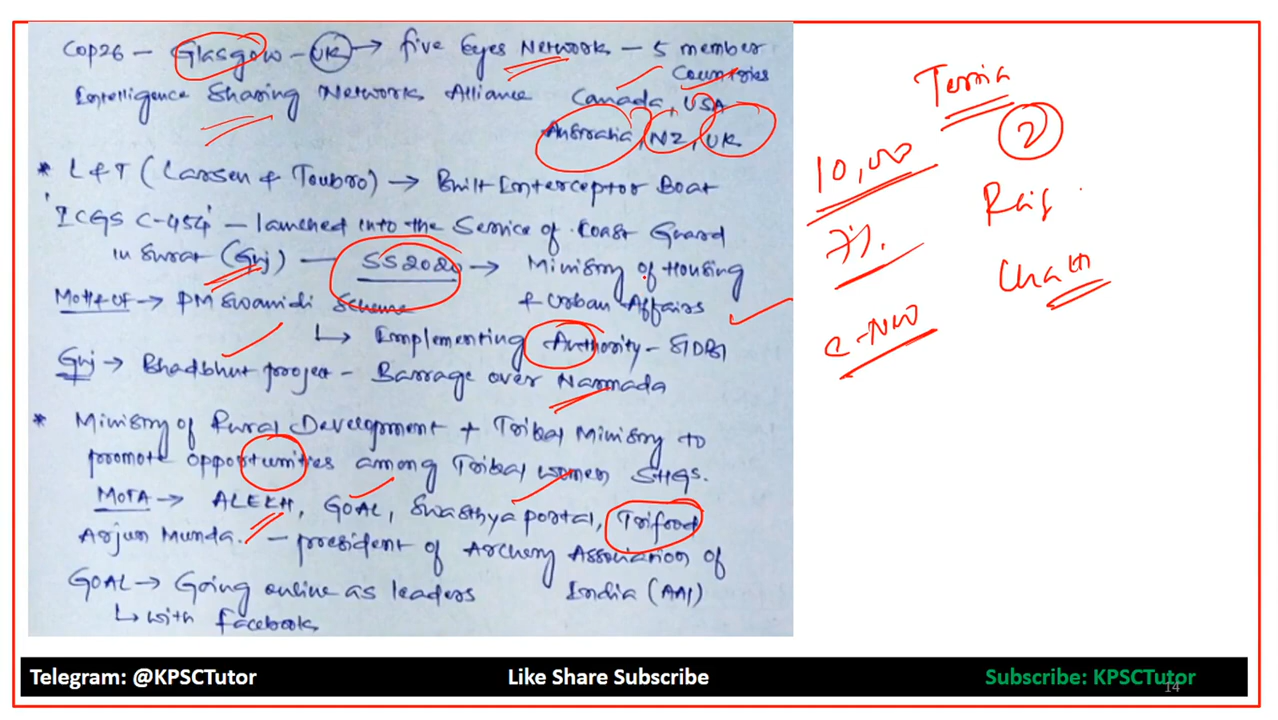 COP26 – Glasgow – UK → five Eyes Network – 5 member Countries
Intelligence Sharing Network Alliance Canada, USA
Australia, NZ, UK
* L & T (Larsen & Toubro) → Built Interceptor Boat
'ICGS C-454' – launched into the Service of Coast Guard
in Surat (Guj) — SS2020 → Ministry of Housing
& Urban Affairs
MoH & UF → PM Swanidi Scheme
↳ Implementing Authority – SIDBI
Guj → Bhadbhut project – Barrage over Narmada
* Ministry of Rural Development + Tribal Ministry to
promote opportunities among Tribal women SHGs.
MoTA → ALEKH, GOAL, Swasthya portal, Trifood
Arjun Munda. – president of Archery Association of
India (AAI)
GOAL → Going online as leaders
↳ with facebook
2
10,000
7%.
Telegram: @KPSCTutor
Like Share Subscribe
Subscribe: KPSCTutor
14